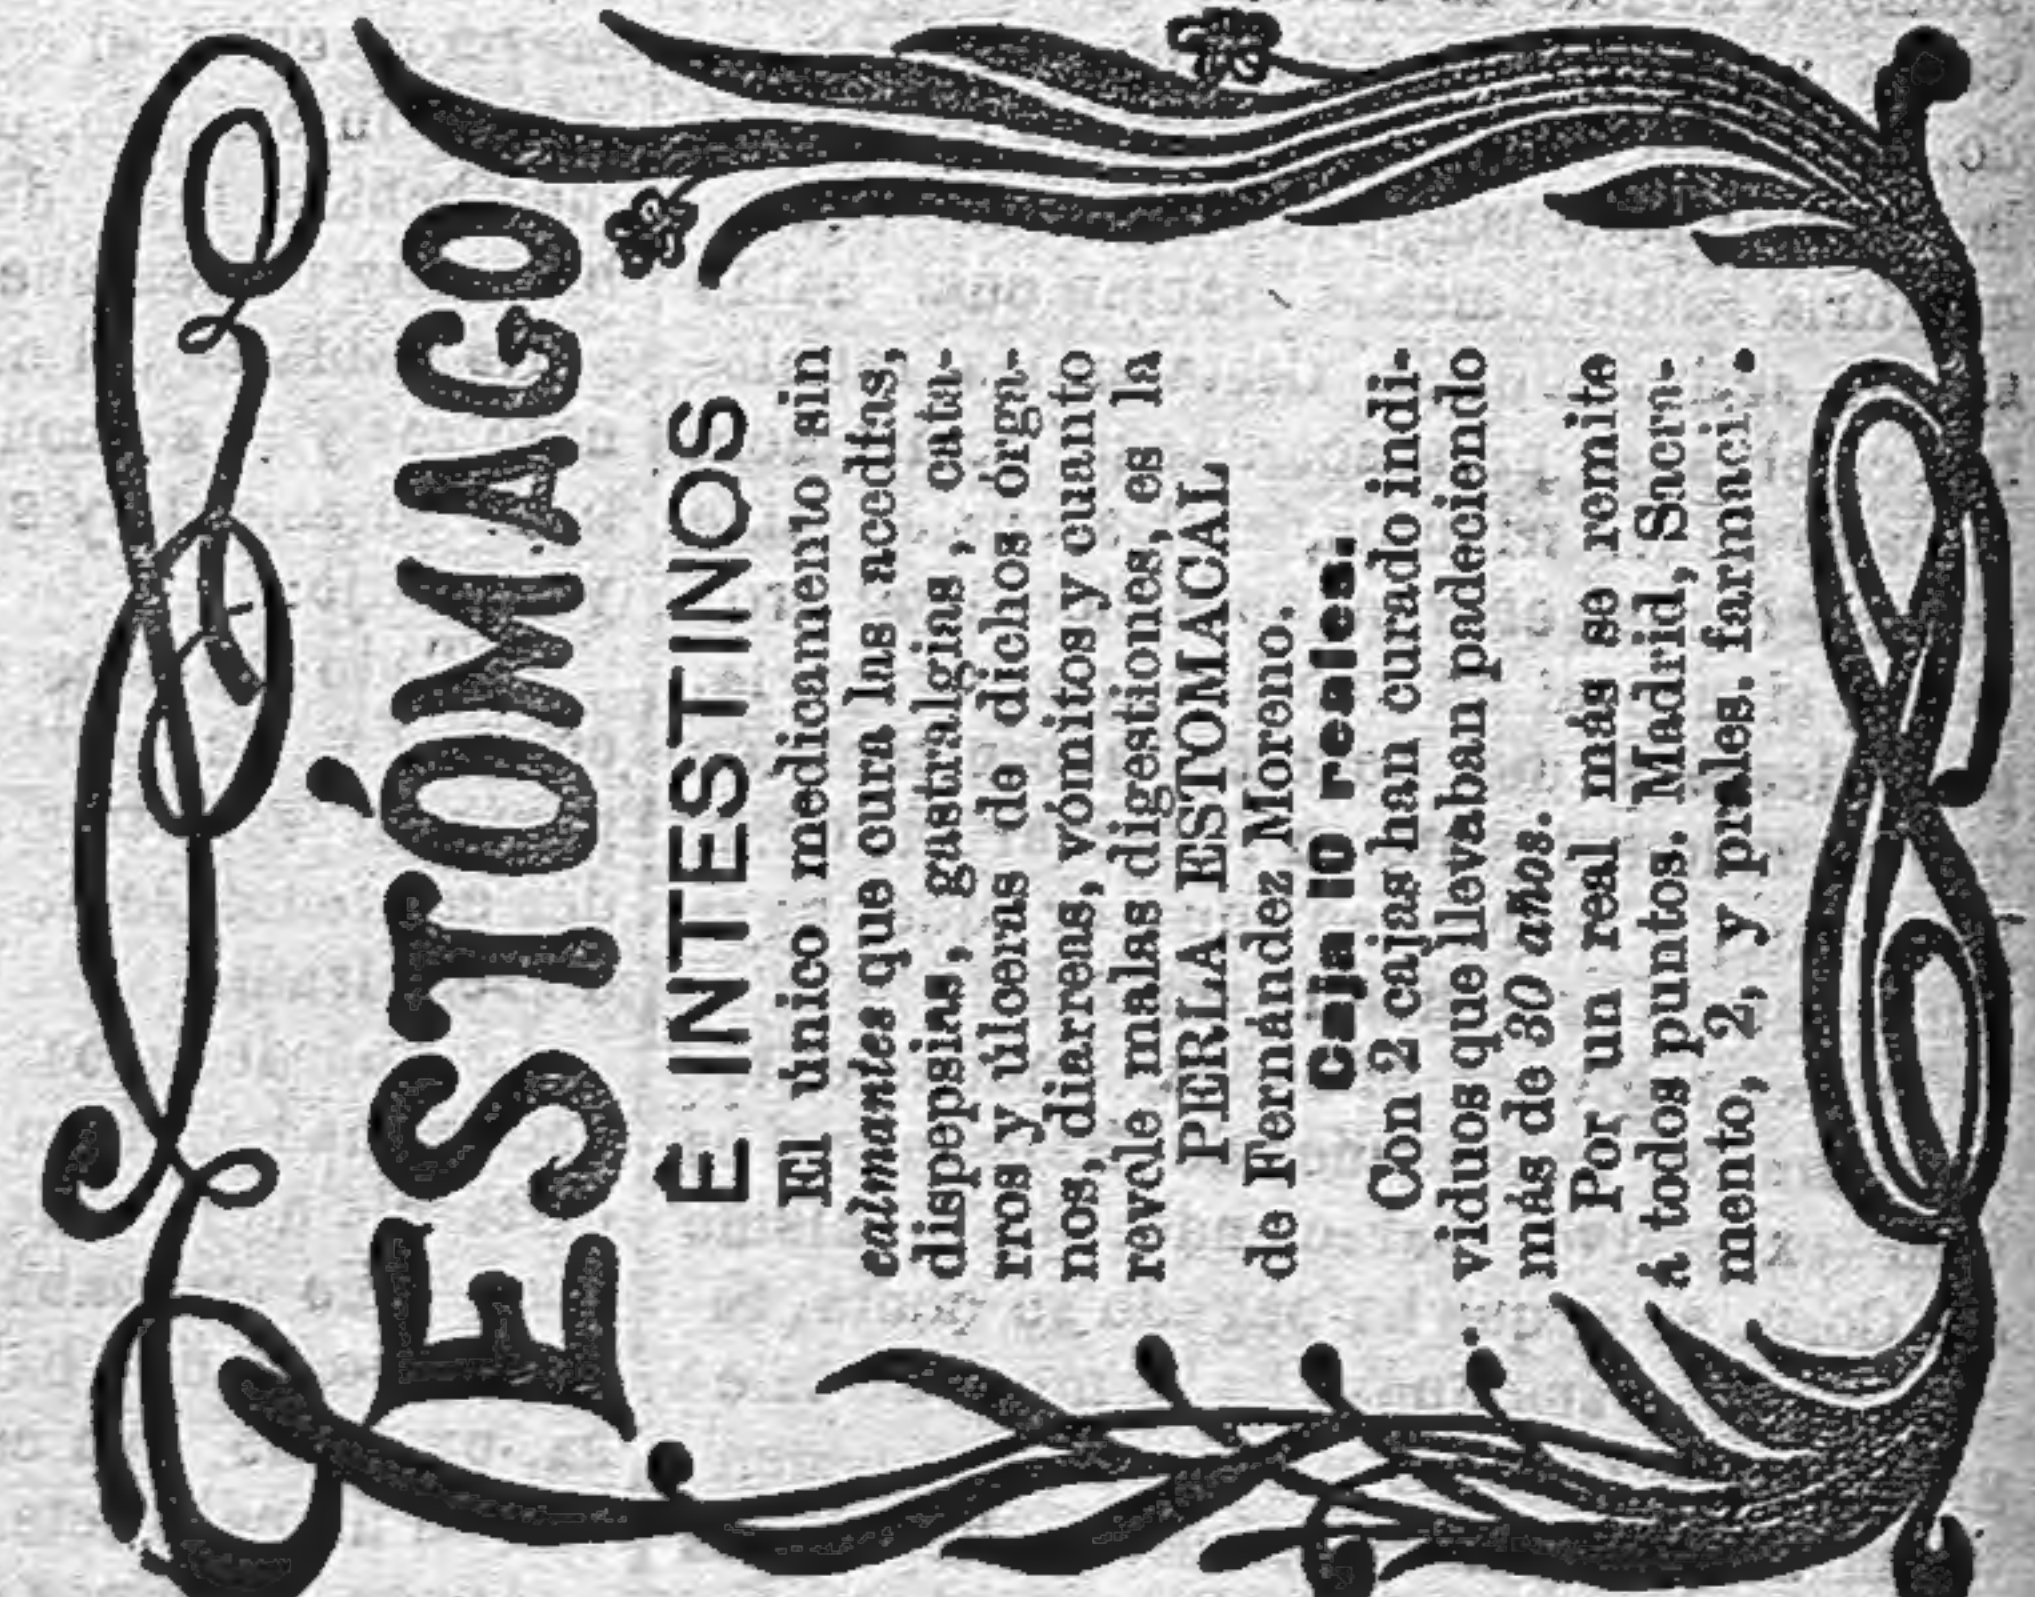 ESTÓMAGO
É INTESTINOS
El único medicamento sin
calmantes que cura las acedias,
dispepsias, gastralgias, cata-
rros y úlceras de dichos órga-
nos, diarreas, vómitos y cuanto
revele malas digestiones, es la
PERLA ESTOMACAL
de Fernández Moreno.
Caja 10 reales.
Con 2 cajas han curado indi-
viduos que llevaban padeciendo
más de 30 años.
Por un real más se remite
á todos puntos. Madrid, Sacra-
mento, 2, y prales. farmacias.